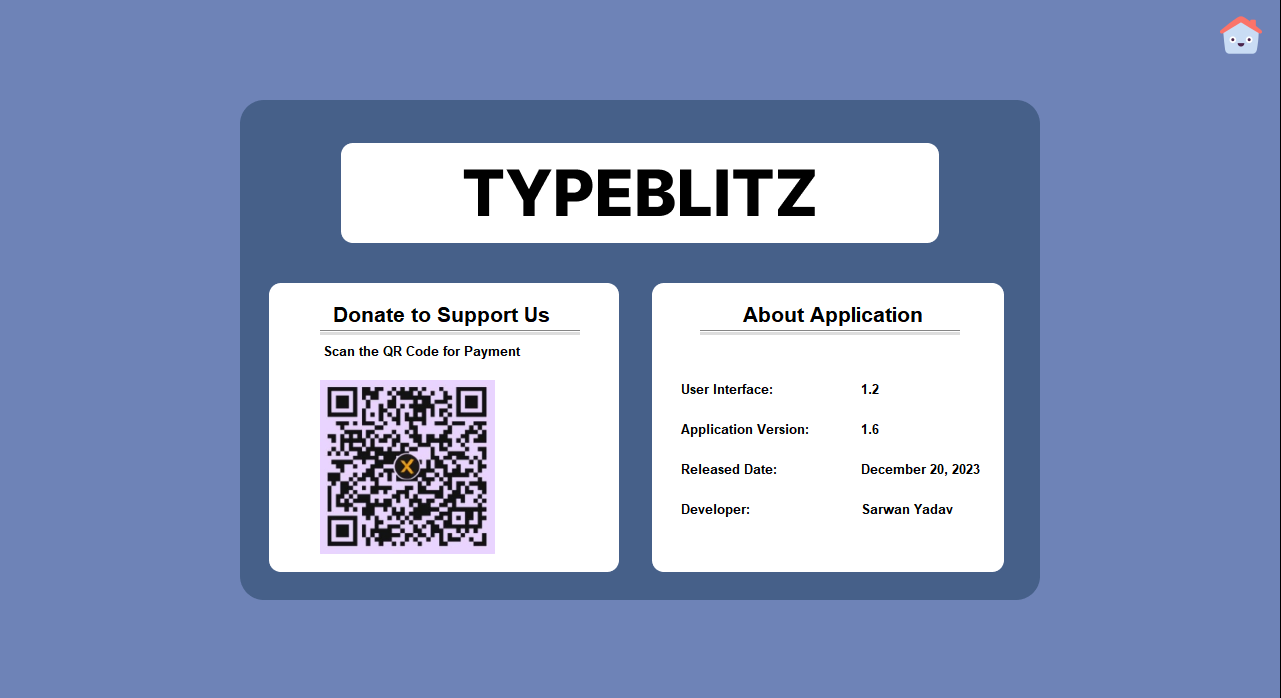 TYPEBLITZ
Donate to Support Us
Scan the QR Code for Payment
X
About Application
User Interface: 1.2
Application Version: 1.6
Released Date: December 20, 2023
Developer: Sarwan Yadav